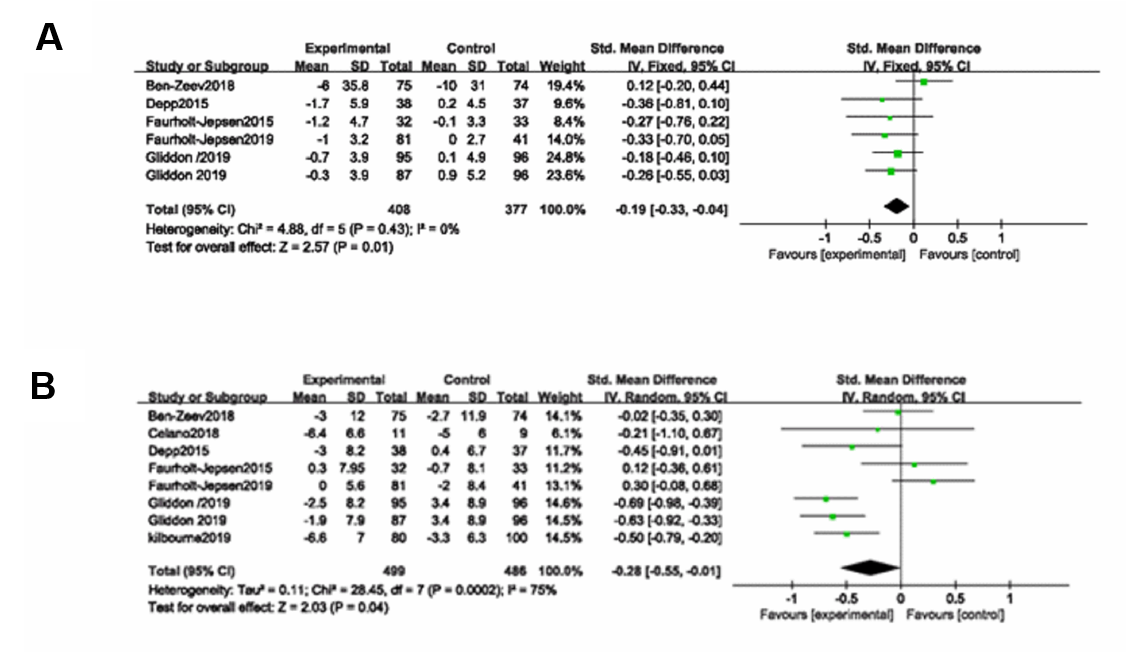 A
Experimental Control Std. Mean Difference Std. Mean Difference
Study or Subgroup Mean SD Total Mean SD Total Weight IV, Fixed, 95% CI IV, Fixed, 95% CI
Ben-Zeev2018 -6 35.8 75 -10 31 74 19.4% 0.12 [-0.20, 0.44]
Depp2015 -1.7 5.9 38 0.2 4.5 37 9.6% -0.36 [-0.81, 0.10]
Faurholt-Jepsen2015 -1.2 4.7 32 -0.1 3.3 33 8.4% -0.27 [-0.76, 0.22]
Faurholt-Jepsen2019 -1 3.2 81 0 2.7 41 14.0% -0.33 [-0.70, 0.05]
Gliddon /2019 -0.7 3.9 95 0.1 4.9 96 24.8% -0.18 [-0.46, 0.10]
Gliddon 2019 -0.3 3.9 87 0.9 5.2 96 23.6% -0.26 [-0.55, 0.03]
Total (95% CI) 408 377 100.0% -0.19 [-0.33, -0.04]
Heterogeneity: Chi² = 4.88, df = 5 (P = 0.43); I² = 0%
Test for overall effect: Z = 2.57 (P = 0.01)
-1 -0.5 0 0.5 1
Favours [experimental] Favours [control]
B
Experimental Control Std. Mean Difference Std. Mean Difference
Study or Subgroup Mean SD Total Mean SD Total Weight IV, Random, 95% CI IV, Random, 95% CI
Ben-Zeev2018 -3 12 75 -2.7 11.9 74 14.1% -0.02 [-0.35, 0.30]
Celano2018 -6.4 6.6 11 -5 6 9 6.1% -0.21 [-1.10, 0.67]
Depp2015 -3 8.2 38 0.4 6.7 37 11.7% -0.45 [-0.91, 0.01]
Faurholt-Jepsen2015 0.3 7.95 32 -0.7 8.1 33 11.2% 0.12 [-0.36, 0.61]
Faurholt-Jepsen2019 0 5.6 81 -2 8.4 41 13.1% 0.30 [-0.08, 0.68]
Gliddon /2019 -2.5 8.2 95 3.4 8.9 96 14.6% -0.69 [-0.98, -0.39]
Gliddon 2019 -1.9 7.9 87 3.4 8.9 96 14.5% -0.63 [-0.92, -0.33]
kilbourne2019 -6.6 7 80 -3.3 6.3 100 14.5% -0.50 [-0.79, -0.20]
Total (95% CI) 499 486 100.0% -0.28 [-0.55, -0.01]
Heterogeneity: Tau² = 0.11; Chi² = 28.45, df = 7 (P = 0.0002); I² = 75%
Test for overall effect: Z = 2.03 (P = 0.04)
-1 -0.5 0 0.5 1
Favours [experimental] Favours [control]